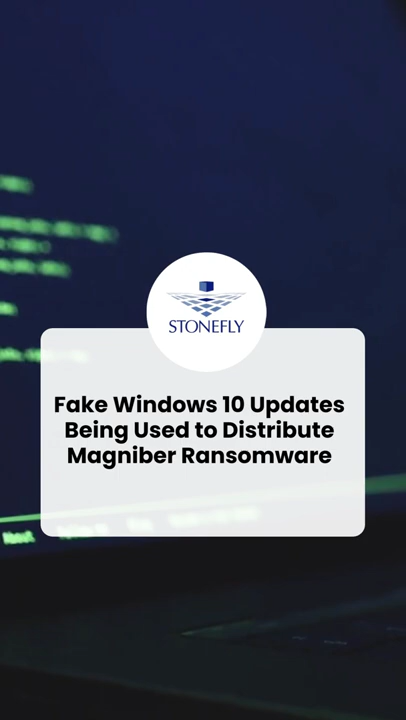 STONEFLY
Fake Windows 10 Updates
Being Used to Distribute
Magniber Ransomware